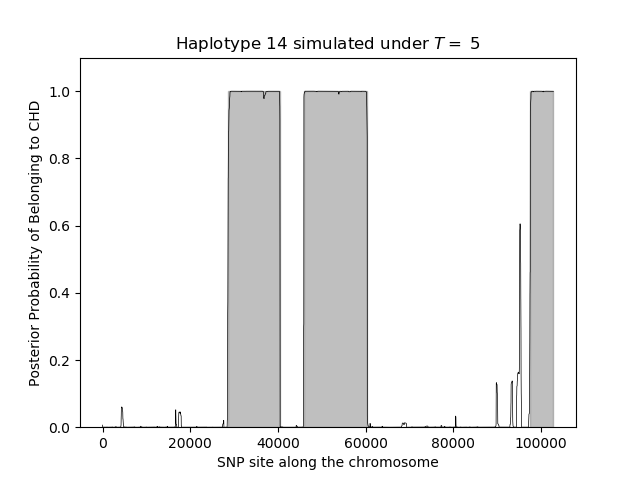 Haplotype 14 simulated under T = 5
Posterior Probability of Belonging to CHD
1.0
0.8
0.6
0.4
0.2
0.0
0 20000 40000 60000 80000 100000
SNP site along the chromosome